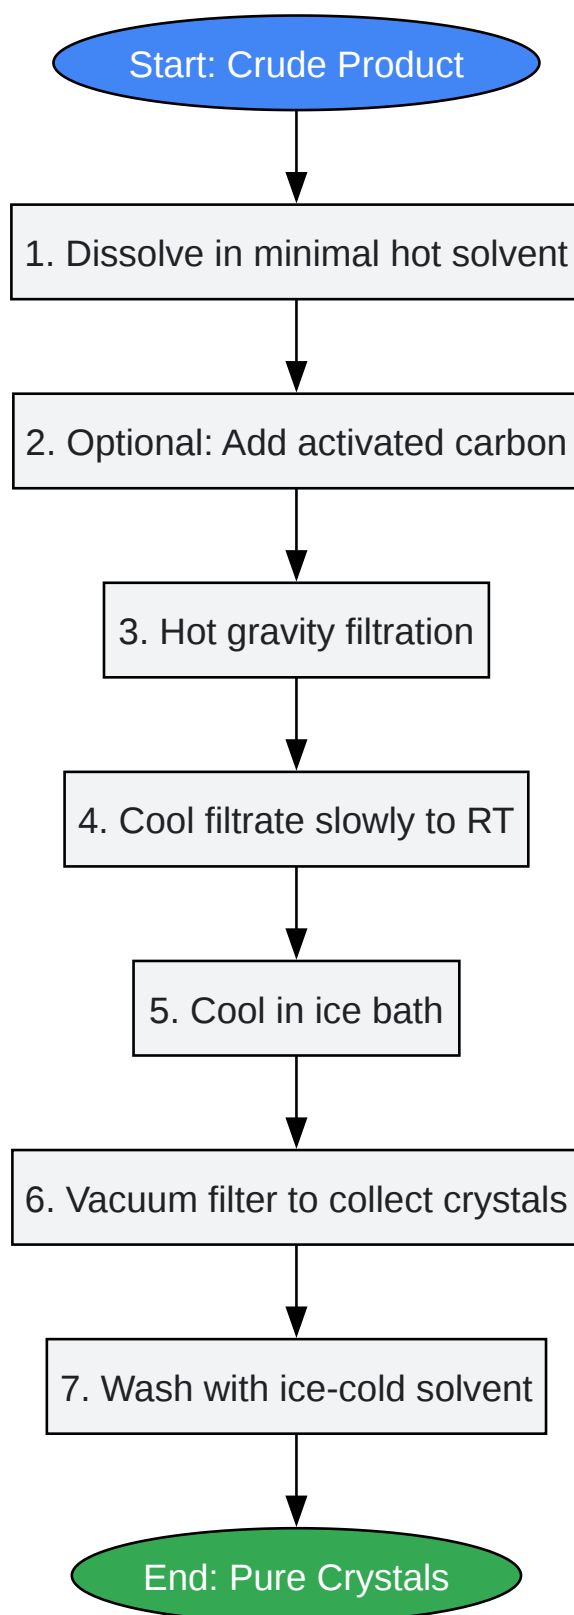 Start: Crude Product
1. Dissolve in minimal hot solvent
2. Optional: Add activated carbon
3. Hot gravity filtration
4. Cool filtrate slowly to RT
5. Cool in ice bath
6. Vacuum filter to collect crystals
7. Wash with ice-cold solvent
End: Pure Crystals